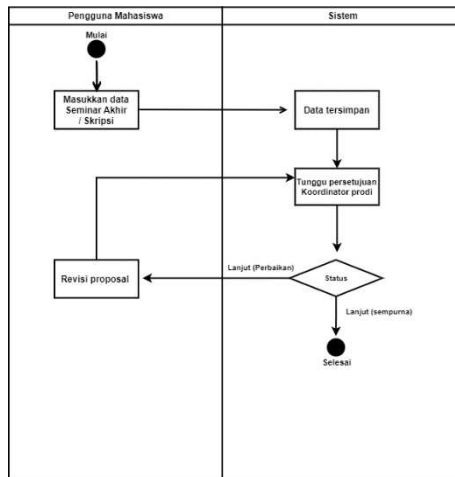 Pengguna Mahasiswa
Sistem
Mulai
Masukkan data
Seminar Akhir
/ Skripsi
Data tersimpan
Tunggu persetujuan
Koordinator prodi
Revisi proposal
Lanjut (Perbaikan)
Status
Lanjut (sempurna)
Selesai